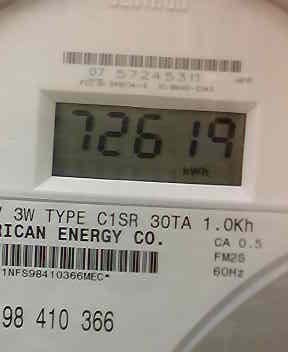 07 57245311
72619
kWh
V 3W TYPE C1SR 30TA 1.0Kh
RICAN ENERGY CO.
CA 0.5
FM2S
60Hz
1NFS98410366MEC*
98 410 366